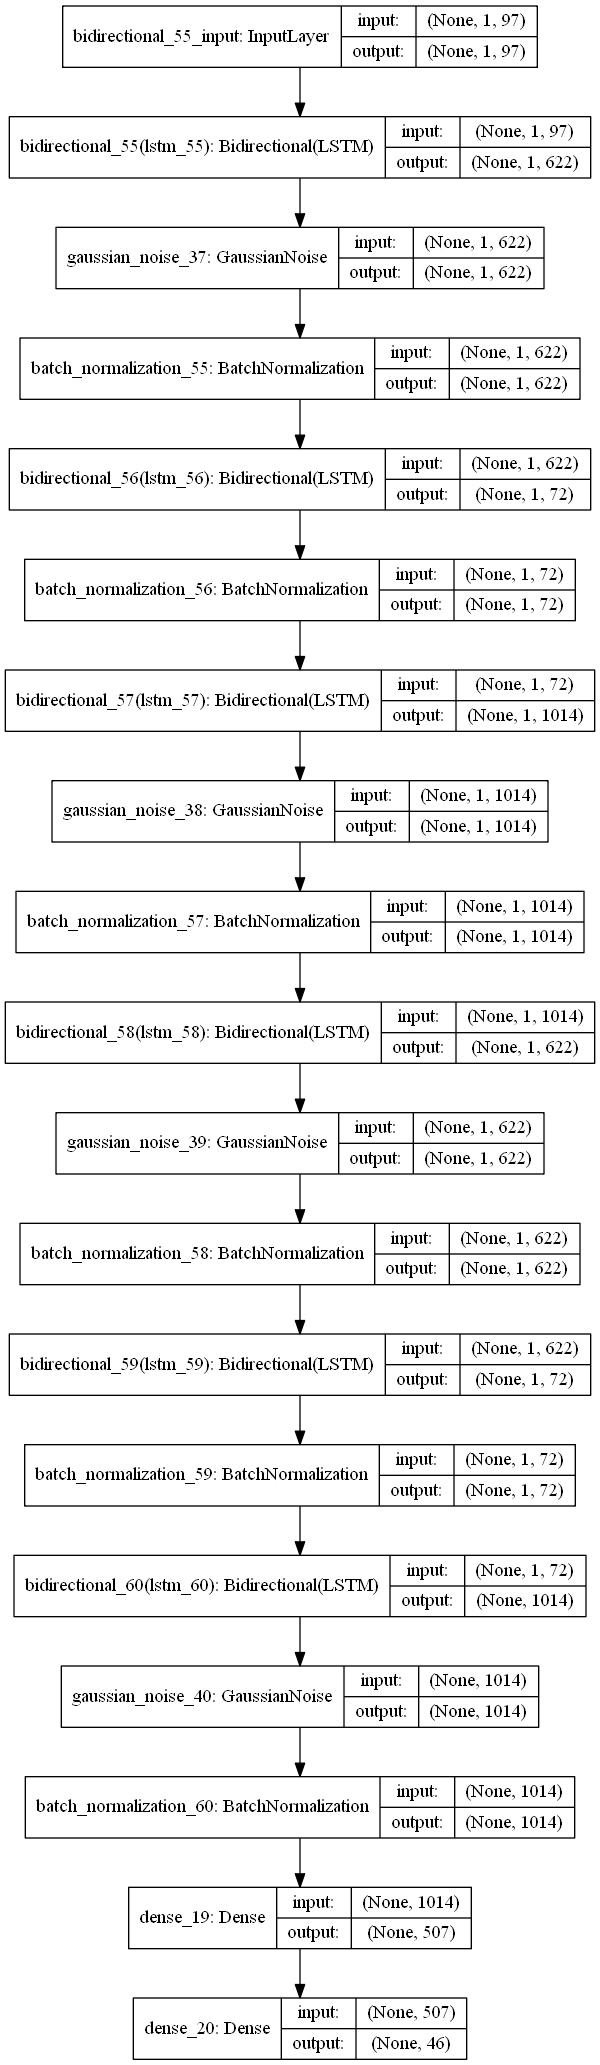 bidirectional_55_input: InputLayer
input: (None, 1, 97)
output: (None, 1, 97)
bidirectional_55(lstm_55): Bidirectional(LSTM)
input: (None, 1, 97)
output: (None, 1, 622)
gaussian_noise_37: GaussianNoise
input: (None, 1, 622)
output: (None, 1, 622)
batch_normalization_55: BatchNormalization
input: (None, 1, 622)
output: (None, 1, 622)
bidirectional_56(lstm_56): Bidirectional(LSTM)
input: (None, 1, 622)
output: (None, 1, 72)
batch_normalization_56: BatchNormalization
input: (None, 1, 72)
output: (None, 1, 72)
bidirectional_57(lstm_57): Bidirectional(LSTM)
input: (None, 1, 72)
output: (None, 1, 1014)
gaussian_noise_38: GaussianNoise
input: (None, 1, 1014)
output: (None, 1, 1014)
batch_normalization_57: BatchNormalization
input: (None, 1, 1014)
output: (None, 1, 1014)
bidirectional_58(lstm_58): Bidirectional(LSTM)
input: (None, 1, 1014)
output: (None, 1, 622)
gaussian_noise_39: GaussianNoise
input: (None, 1, 622)
output: (None, 1, 622)
batch_normalization_58: BatchNormalization
input: (None, 1, 622)
output: (None, 1, 622)
bidirectional_59(lstm_59): Bidirectional(LSTM)
input: (None, 1, 622)
output: (None, 1, 72)
batch_normalization_59: BatchNormalization
input: (None, 1, 72)
output: (None, 1, 72)
bidirectional_60(lstm_60): Bidirectional(LSTM)
input: (None, 1, 72)
output: (None, 1014)
gaussian_noise_40: GaussianNoise
input: (None, 1014)
output: (None, 1014)
batch_normalization_60: BatchNormalization
input: (None, 1014)
output: (None, 1014)
dense_19: Dense
input: (None, 1014)
output: (None, 507)
dense_20: Dense
input: (None, 507)
output: (None, 46)